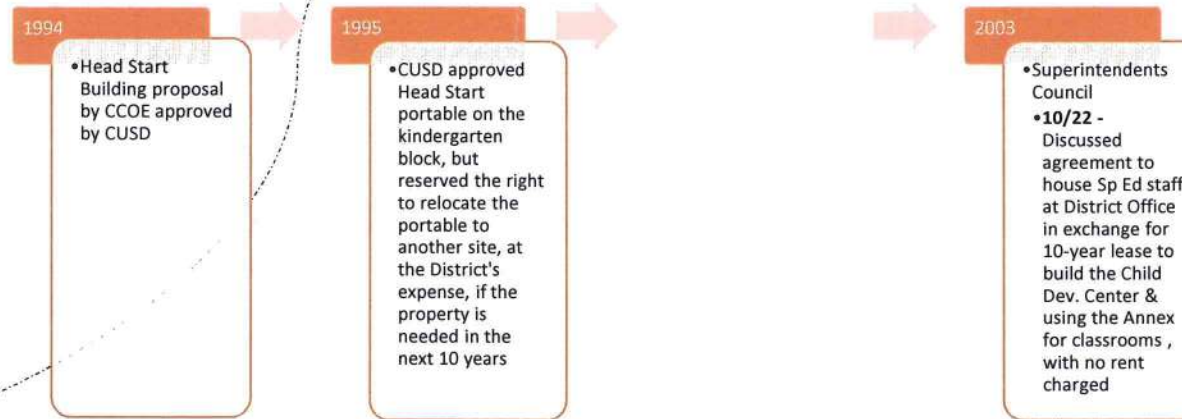 1994
•Head Start
Building proposal
by CCOE approved
by CUSD
1995
•CUSD approved
Head Start
portable on the
kindergarten
block, but
reserved the right
to relocate the
portable to
another site, at
the District's
expense, if the
property is
needed in the
next 10 years
2003
•Superintendents
Council
•10/22 -
Discussed
agreement to
house Sp Ed staff
at District Office
in exchange for
10-year lease to
build the Child
Dev. Center &
using the Annex
for classrooms ,
with no rent
charged